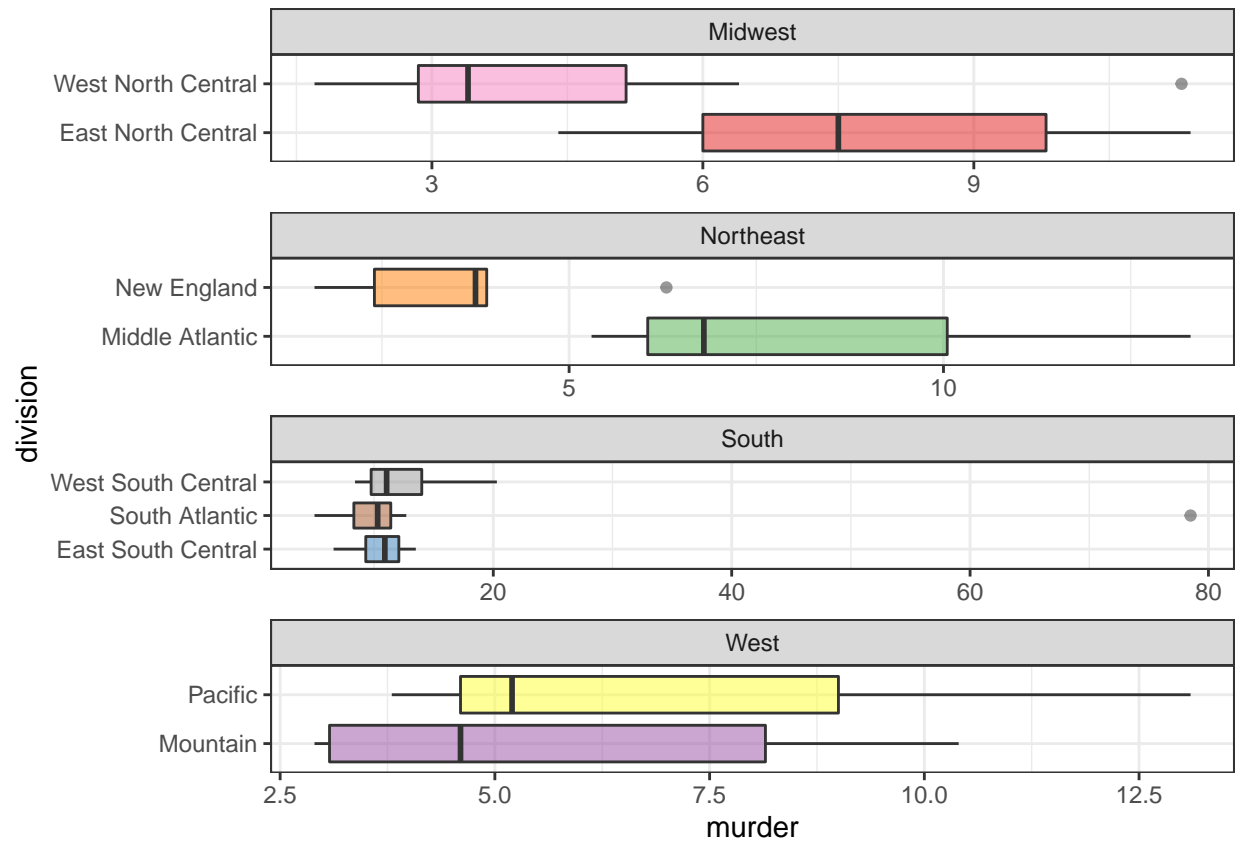 Midwest
West North Central
East North Central
3 6 9
Northeast
New England
Middle Atlantic
5 10
division
South
West South Central
South Atlantic
East South Central
20 40 60 80
West
Pacific
Mountain
2.5 5.0 7.5 10.0 12.5
murder